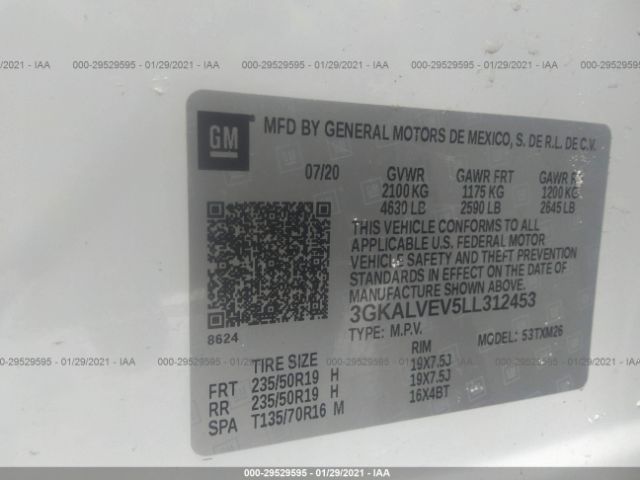 000-29529595 - 01/29/2021 - IAA
GM
MFD BY GENERAL MOTORS DE MEXICO, S. DE R.L. DE C.V.
07/20 GVWR GAWR FRT GAWR RR
2100 KG 1175 KG 1200 KG
4630 LB 2590 LB 2645 LB
THIS VEHICLE CONFORMS TO ALL
APPLICABLE U.S. FEDERAL MOTOR
VEHICLE SAFETY AND THEFT PREVENTION
STANDARDS IN EFFECT ON THE DATE OF
MANUFACTURE SHOWN ABOVE.
3GKALVEV5LL312453
8624
TYPE: M.P.V. MODEL: 53TXM26
TIRE SIZE RIM
FRT 235/50R19 H 19X7.5J
RR 235/50R19 H 19X7.5J
SPA T135/70R16 M 16X4BT
000-29529595 - 01/29/2021 - IAA